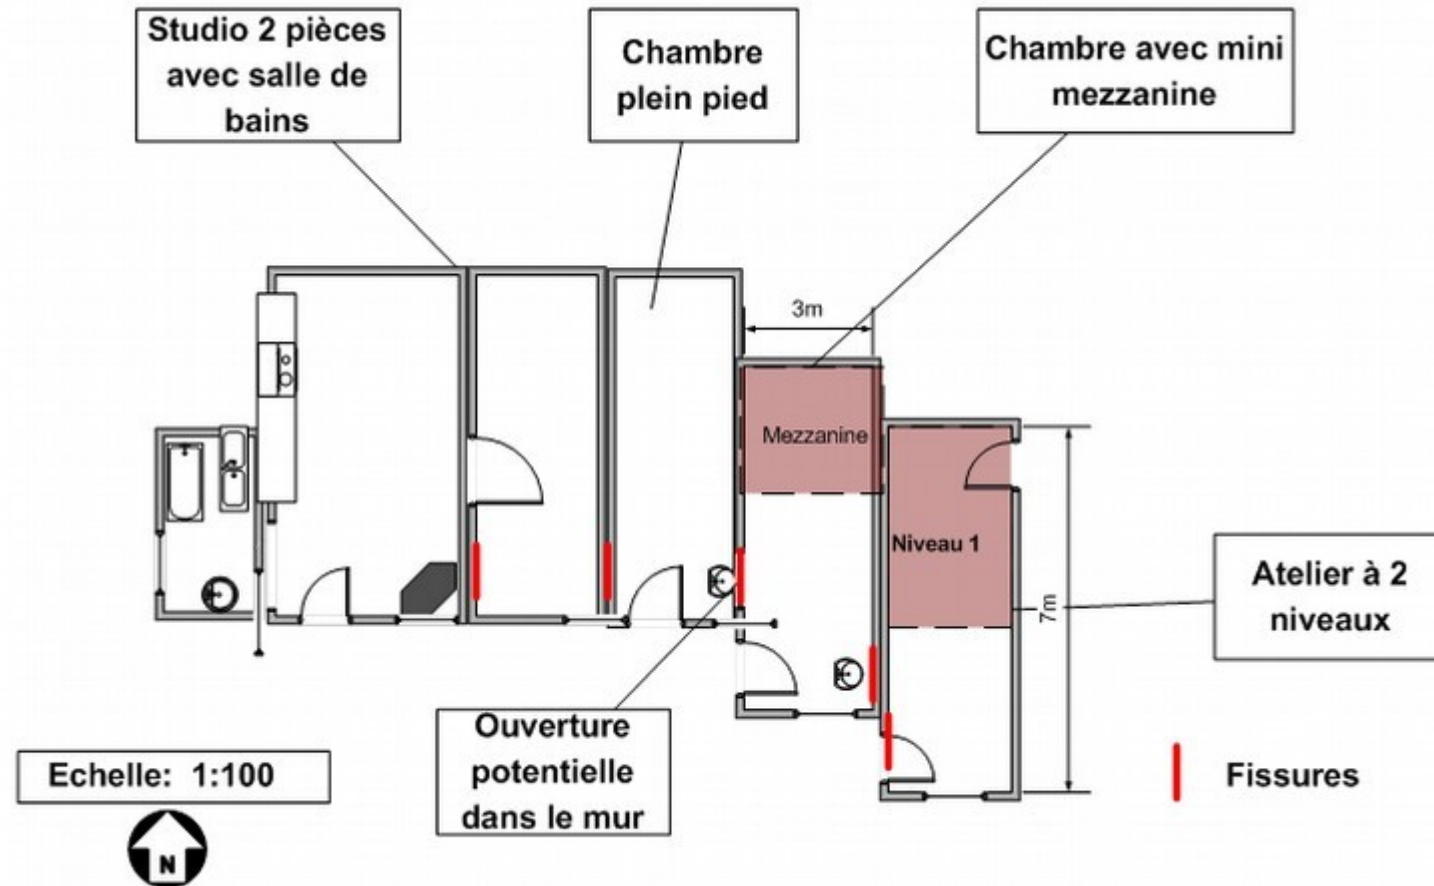 Studio 2 pièces
avec salle de
bains
Chambre
plein pied
Chambre avec mini
mezzanine
3m
Mezzanine
Niveau 1
7m
Atelier à 2
niveaux
Ouverture
potentielle
dans le mur
Echelle: 1:100
N
Fissures